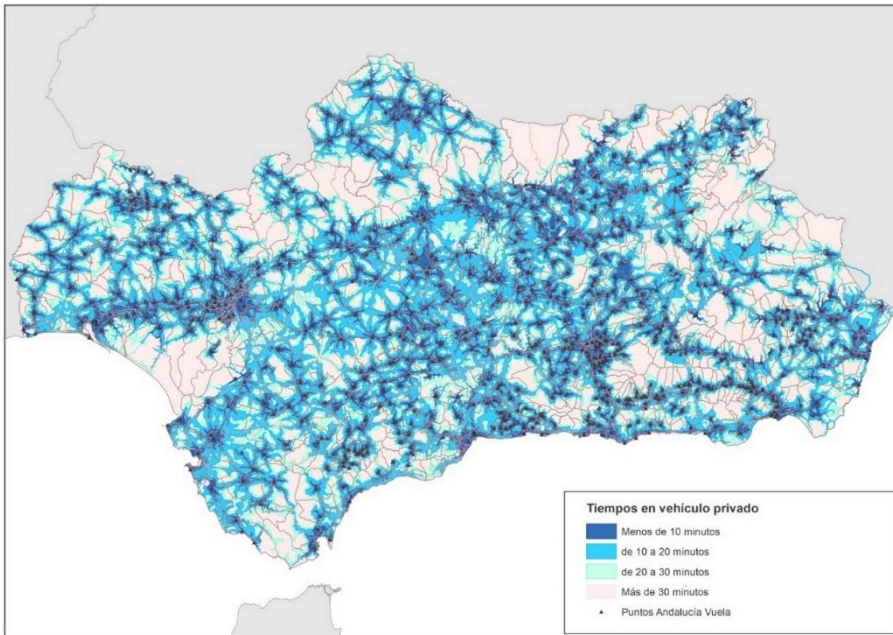 Tiempos en vehículo privado
Menos de 10 minutos
de 10 a 20 minutos
de 20 a 30 minutos
Más de 30 minutos
Puntos Andalucía Vuela